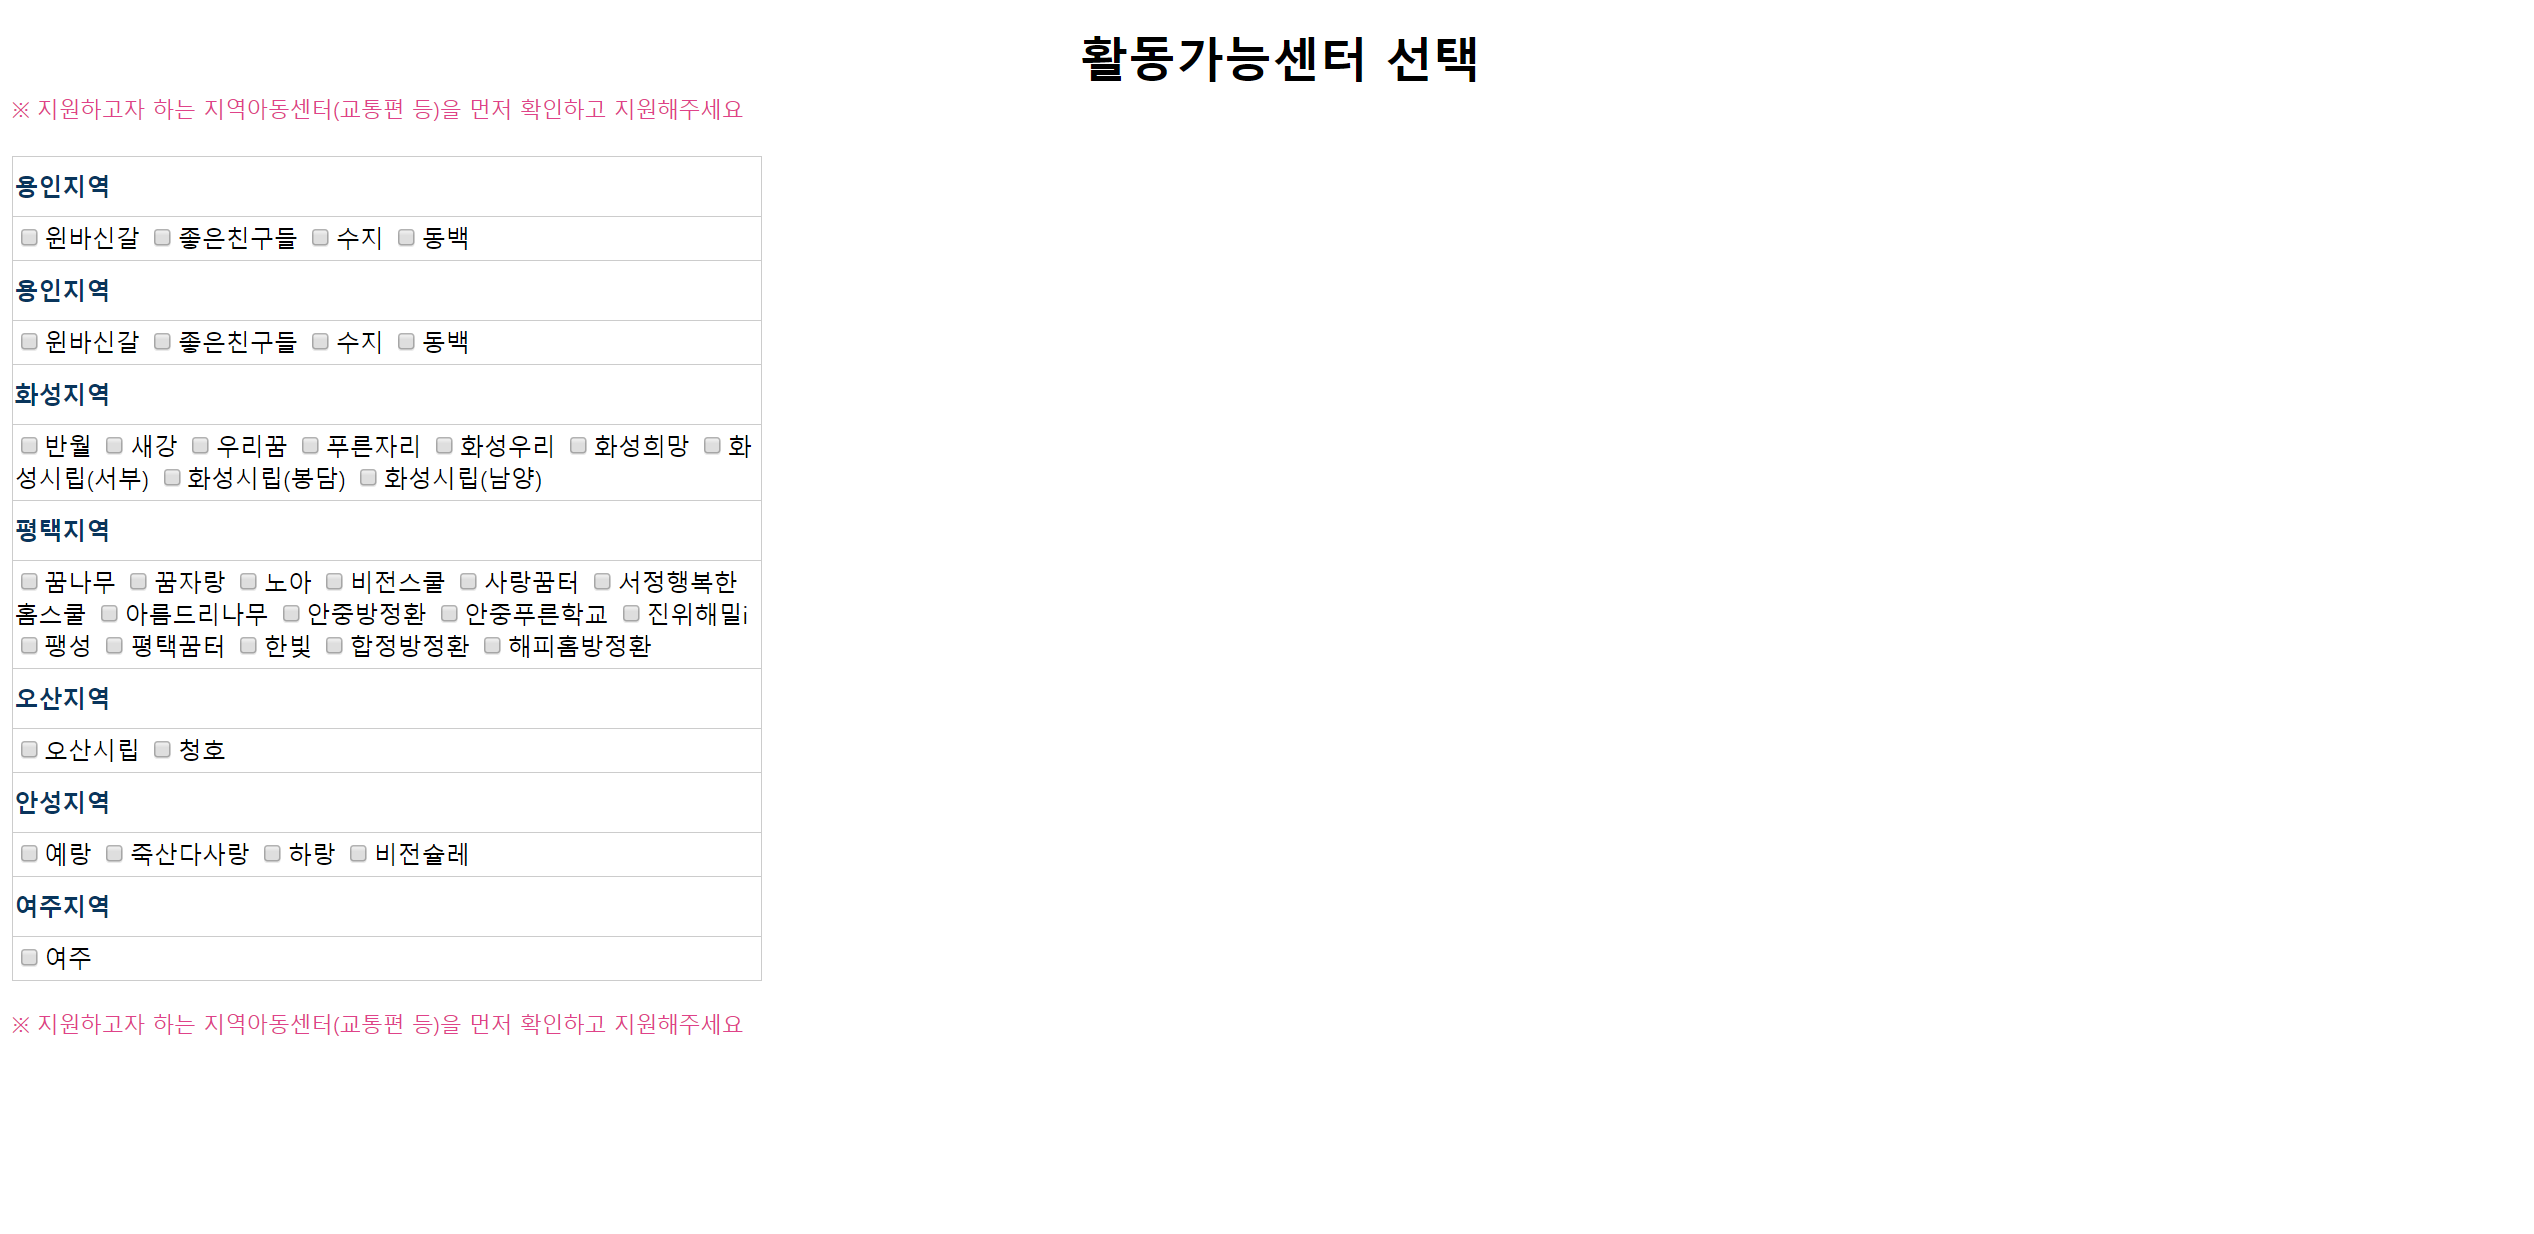 활동가능센터 선택
※ 지원하고자 하는 지역아동센터(교통편 등)을 먼저 확인하고 지원해주세요
용인지역
윈바신갈 좋은친구들 수지 동백
용인지역
윈바신갈 좋은친구들 수지 동백
화성지역
반월 새강 우리꿈 푸른자리 화성우리 화성희망 화
성시립(서부) 화성시립(봉담) 화성시립(남양)
평택지역
꿈나무 꿈자랑 노아 비전스쿨 사랑꿈터 서정행복한
홈스쿨 아름드리나무 안중방정환 안중푸른학교 진위해밀i
팽성 평택꿈터 한빛 합정방정환 해피홈방정환
오산지역
오산시립 청호
안성지역
예랑 죽산다사랑 하랑 비전슐레
여주지역
여주
※ 지원하고자 하는 지역아동센터(교통편 등)을 먼저 확인하고 지원해주세요